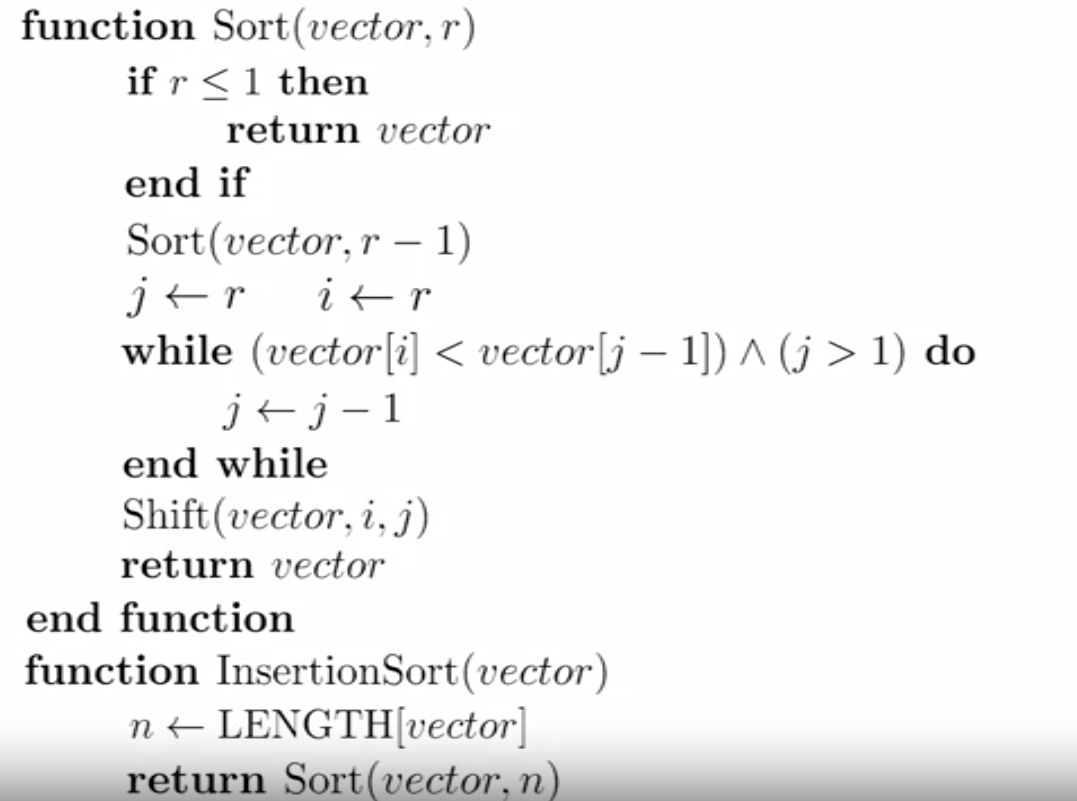 function Sort(vector, r)
if r ≤ 1 then
return vector
end if
Sort(vector, r − 1)
j ← r i ← r
while (vector[i] < vector[j − 1]) ∧ (j > 1) do
j ← j − 1
end while
Shift(vector, i, j)
return vector
end function
function InsertionSort(vector)
n ← LENGTH[vector]
return Sort(vector, n)